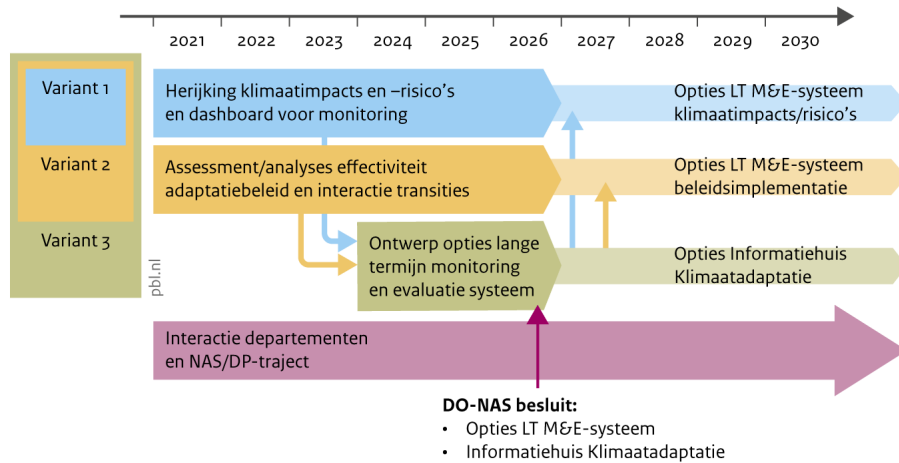 2021 2022 2023 2024 2025 2026 2027 2028 2029 2030
Variant 1
Herijking klimaatimpacts en –risico's
en dashboard voor monitoring
Opties LT M&E-systeem
klimaatimpacts/risico's
Variant 2
Assessment/analyses effectiviteit
adaptatiebeleid en interactie transities
Opties LT M&E-systeem
beleidsimplementatie
Variant 3
Ontwerp opties lange
termijn monitoring
en evaluatie systeem
Opties Informatiehuis
Klimaatadaptatie
pbl.nl
Interactie departementen
en NAS/DP-traject
DO-NAS besluit:
• Opties LT M&E-systeem
• Informatiehuis Klimaatadaptatie